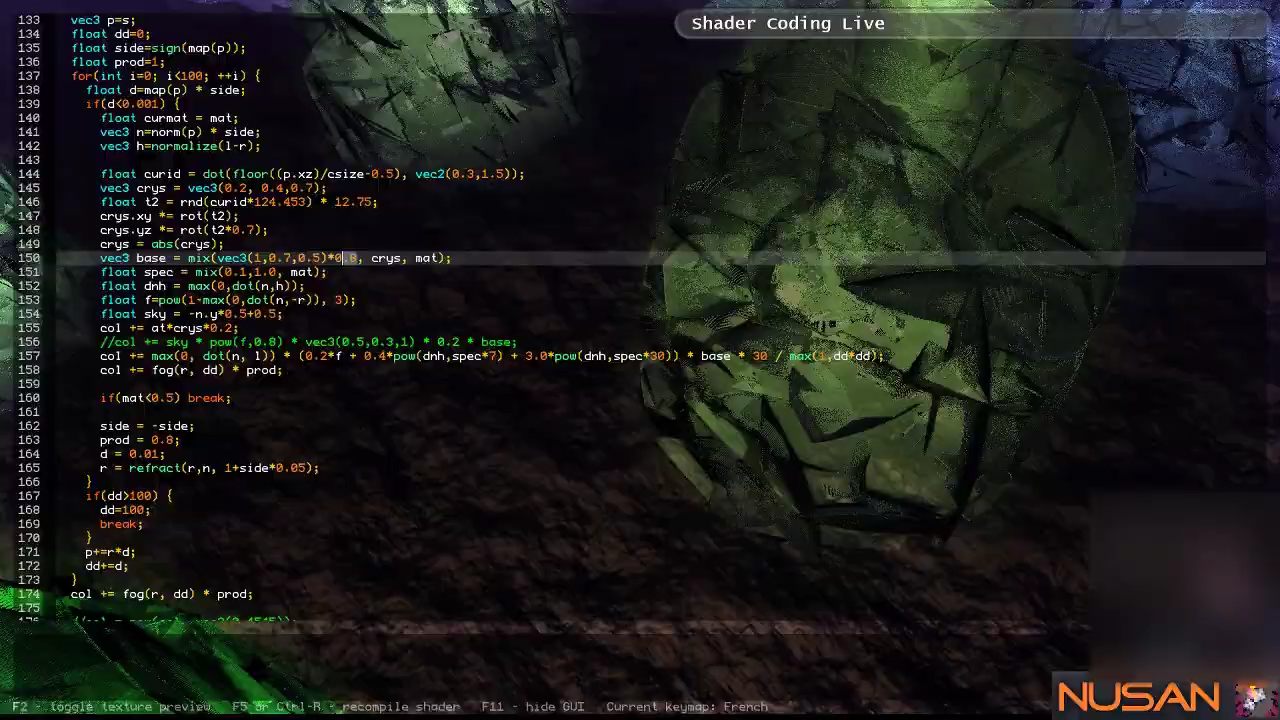 Shader Coding Live
133 vec3 p=s;
134 float dd=0;
135 float side=sign(map(p));
136 float prod=1;
137 for(int i=0; i<100; ++i) {
138 float d=map(p) * side;
139 if(d<0.001) {
140 float curmat = mat;
141 vec3 n=norm(p) * side;
142 vec3 h=normalize(l-r);
143
144 float curid = dot(floor((p.xz)/csize-0.5), vec2(0.3,1.5));
145 vec3 crys = vec3(0.2, 0.4,0.7);
146 float t2 = rnd(curid*124.453) * 12.75;
147 crys.xy *= rot(t2);
148 crys.yz *= rot(t2*0.7);
149 crys = abs(crys);
150 vec3 base = mix(vec3(1,0.7,0.5)*0.8, crys, mat);
151 float spec = mix(0.1,1.0, mat);
152 float dnh = max(0,dot(n,h));
153 float f=pow(1-max(0,dot(n,-r)), 3);
154 float sky = -n.y*0.5+0.5;
155 col += at*crys*0.2;
156 //col += sky * pow(f,0.8) * vec3(0.5,0.3,1) * 0.2 * base;
157 col += max(0, dot(n, l)) * (0.2*f + 0.4*pow(dnh,spec*7) + 3.0*pow(dnh,spec*30)) * base * 30 / max(1,dd*dd);
158 col += fog(r, dd) * prod;
159
160 if(mat<0.5) break;
161
162 side = -side;
163 prod = 0.8;
164 d = 0.01;
165 r = refract(r,n, 1+side*0.05);
166 }
167 if(dd>100) {
168 dd=100;
169 break;
170 }
171 p+=r*d;
172 dd+=d;
173 }
174 col += fog(r, dd) * prod;
175
F2 - toggle texture preview F5 or Ctrl-R - recompile shader F11 - hide GUI Current keymap: French
NUSAN